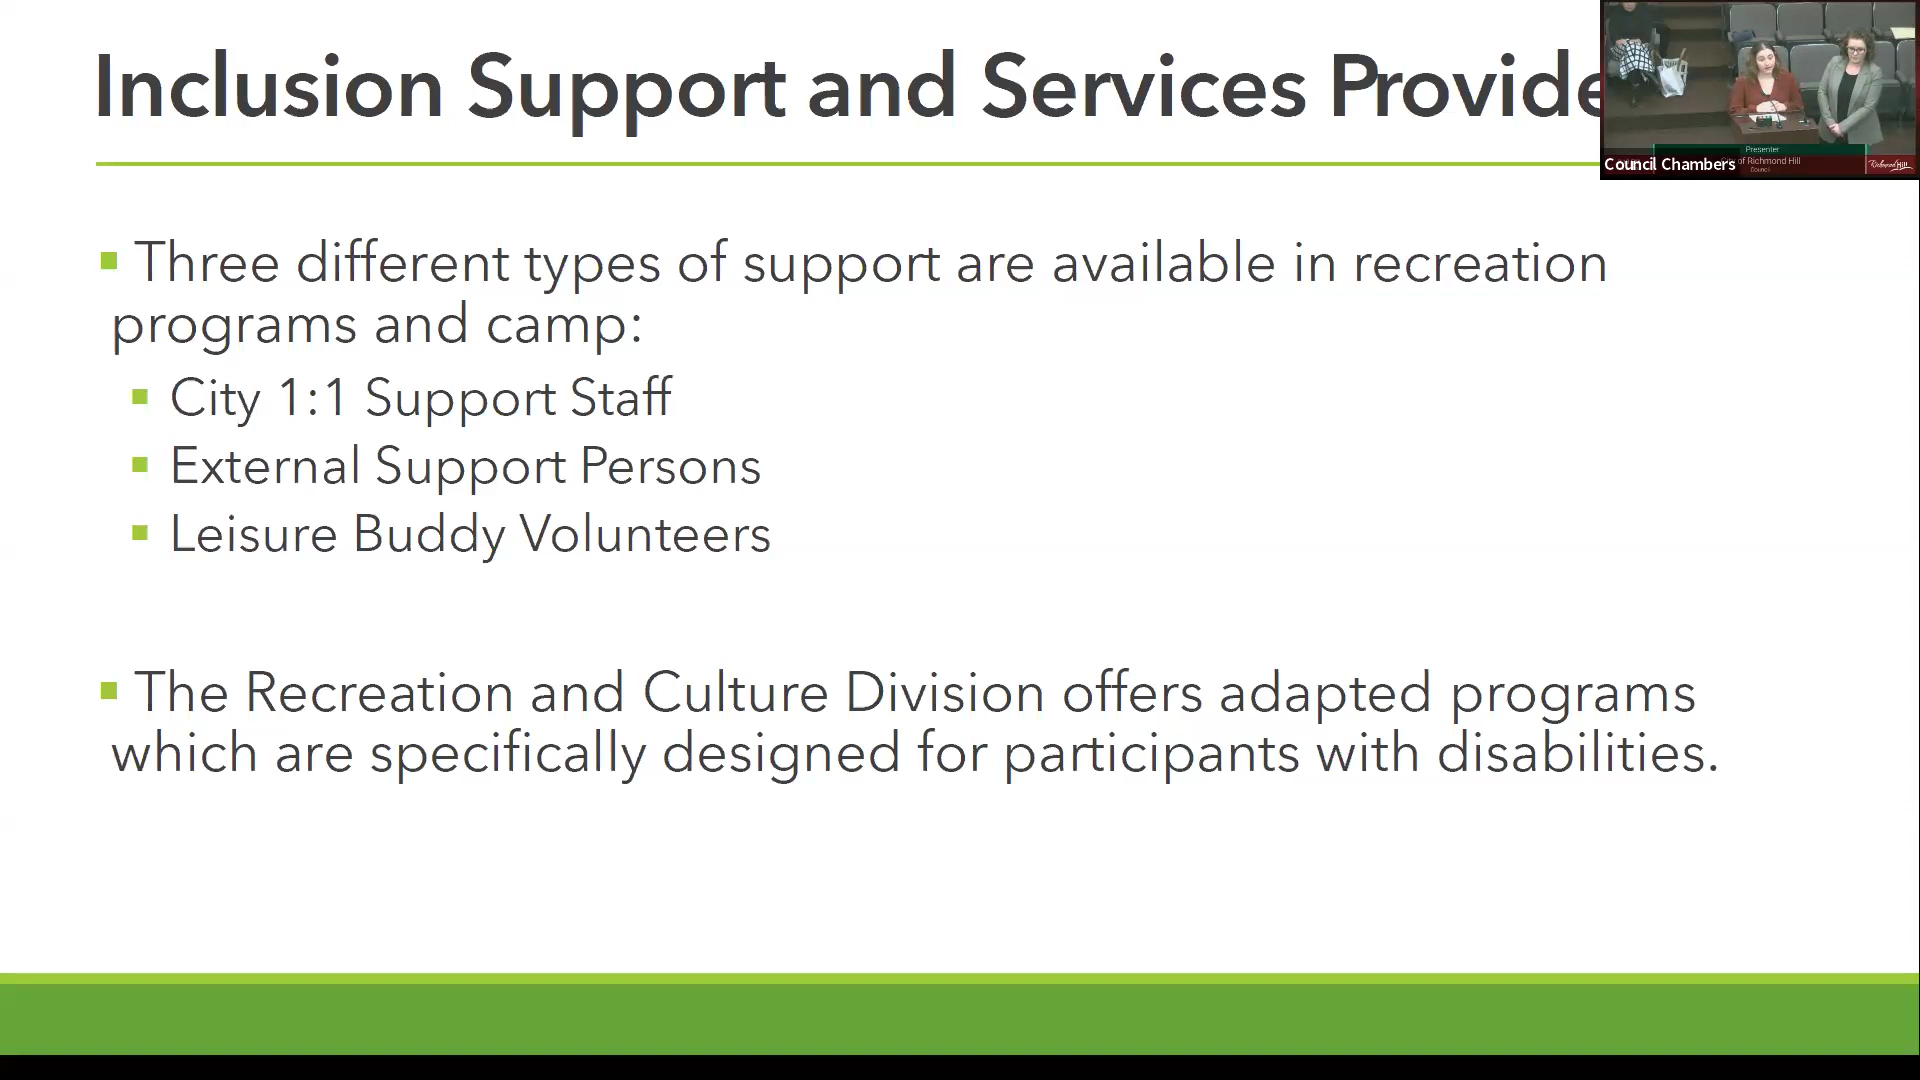 Inclusion Support and Services Provide
Three different types of support are available in recreation
programs and camp:
City 1:1 Support Staff
External Support Persons
Leisure Buddy Volunteers
The Recreation and Culture Division offers adapted programs
which are specifically designed for participants with disabilities.
Presenter
Council Chambers
of Richmond Hill
Council
Richmond Hill